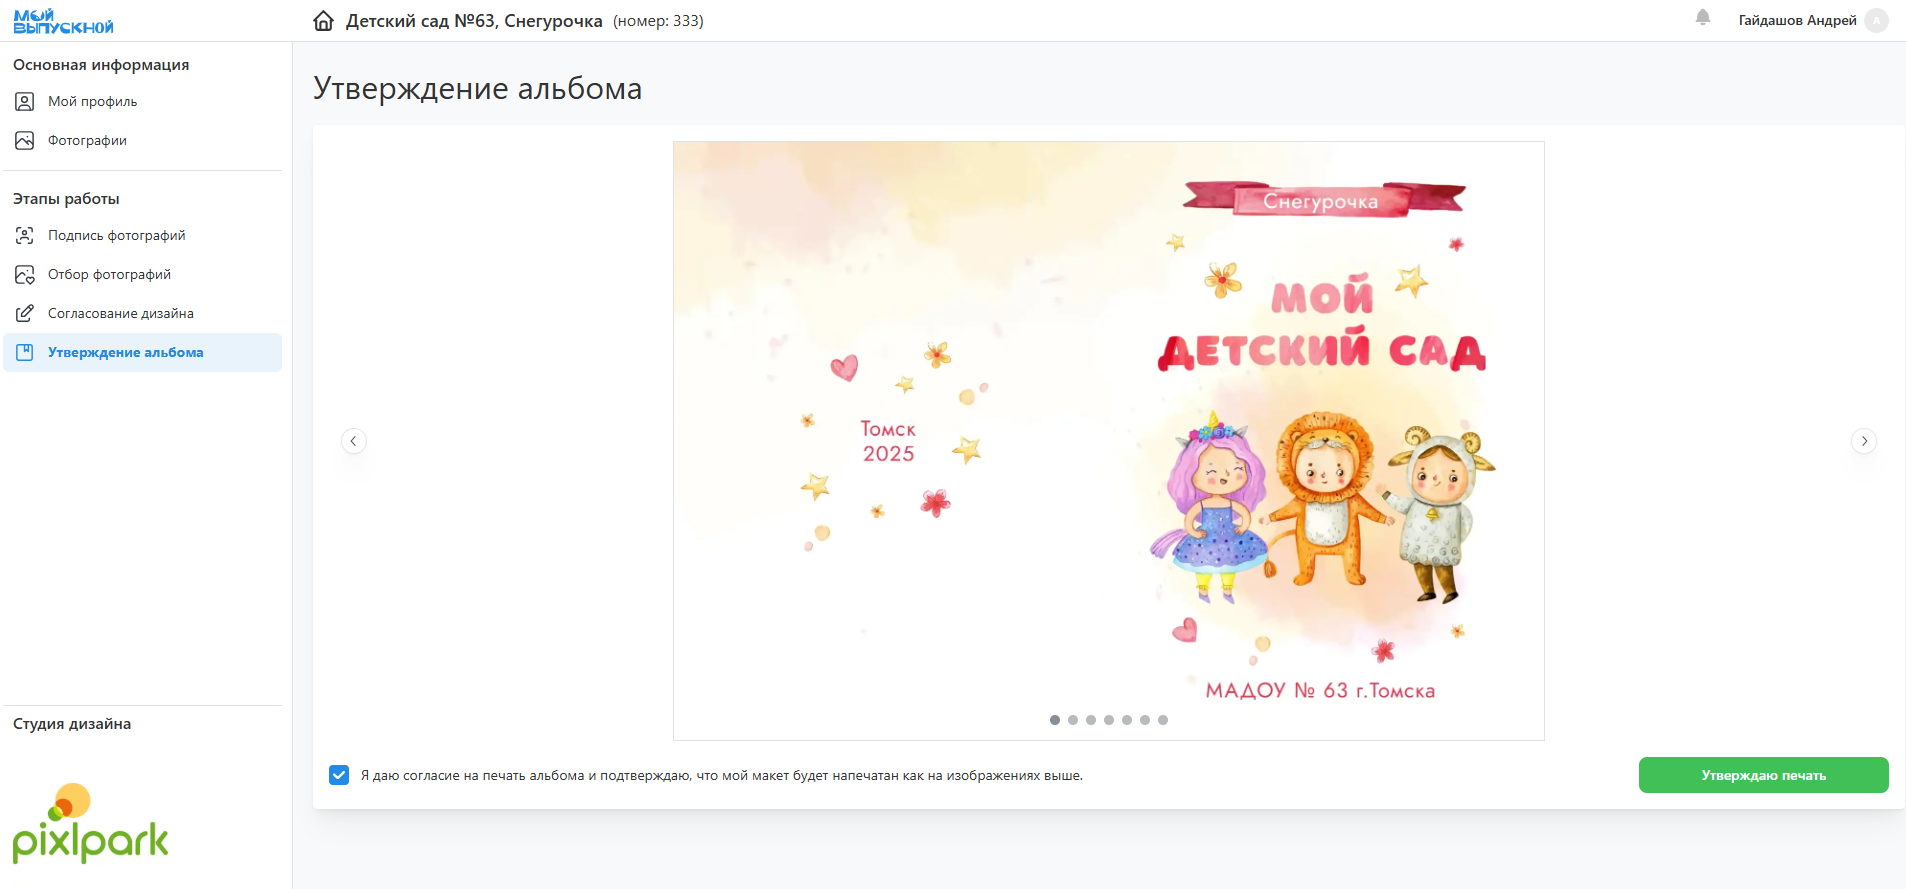 МОЙ
ВЫПУСКНОЙ
Детский сад №63, Снегурочка (номер: 333)
Гайдашов Андрей
А
Основная информация
Мой профиль
Фотографии
Этапы работы
Подпись фотографий
Отбор фотографий
Согласование дизайна
Утверждение альбома
Студия дизайна
pixlpark
Утверждение альбома
Томск
2025
Снегурочка
МОЙ
ДЕТСКИЙ САД
МАДОУ № 63 г.Томска
Я даю согласие на печать альбома и подтверждаю, что мой макет будет напечатан как на изображениях выше.
Утверждаю печать